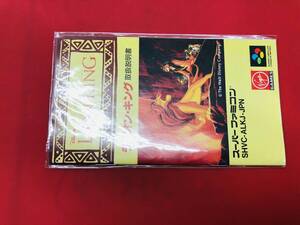 THE
LION KING
ライオン・キング 取扱説明書
© The Walt Disney Company
スーパーファミコン
SHVC-ALKJ-JPN
Virgin